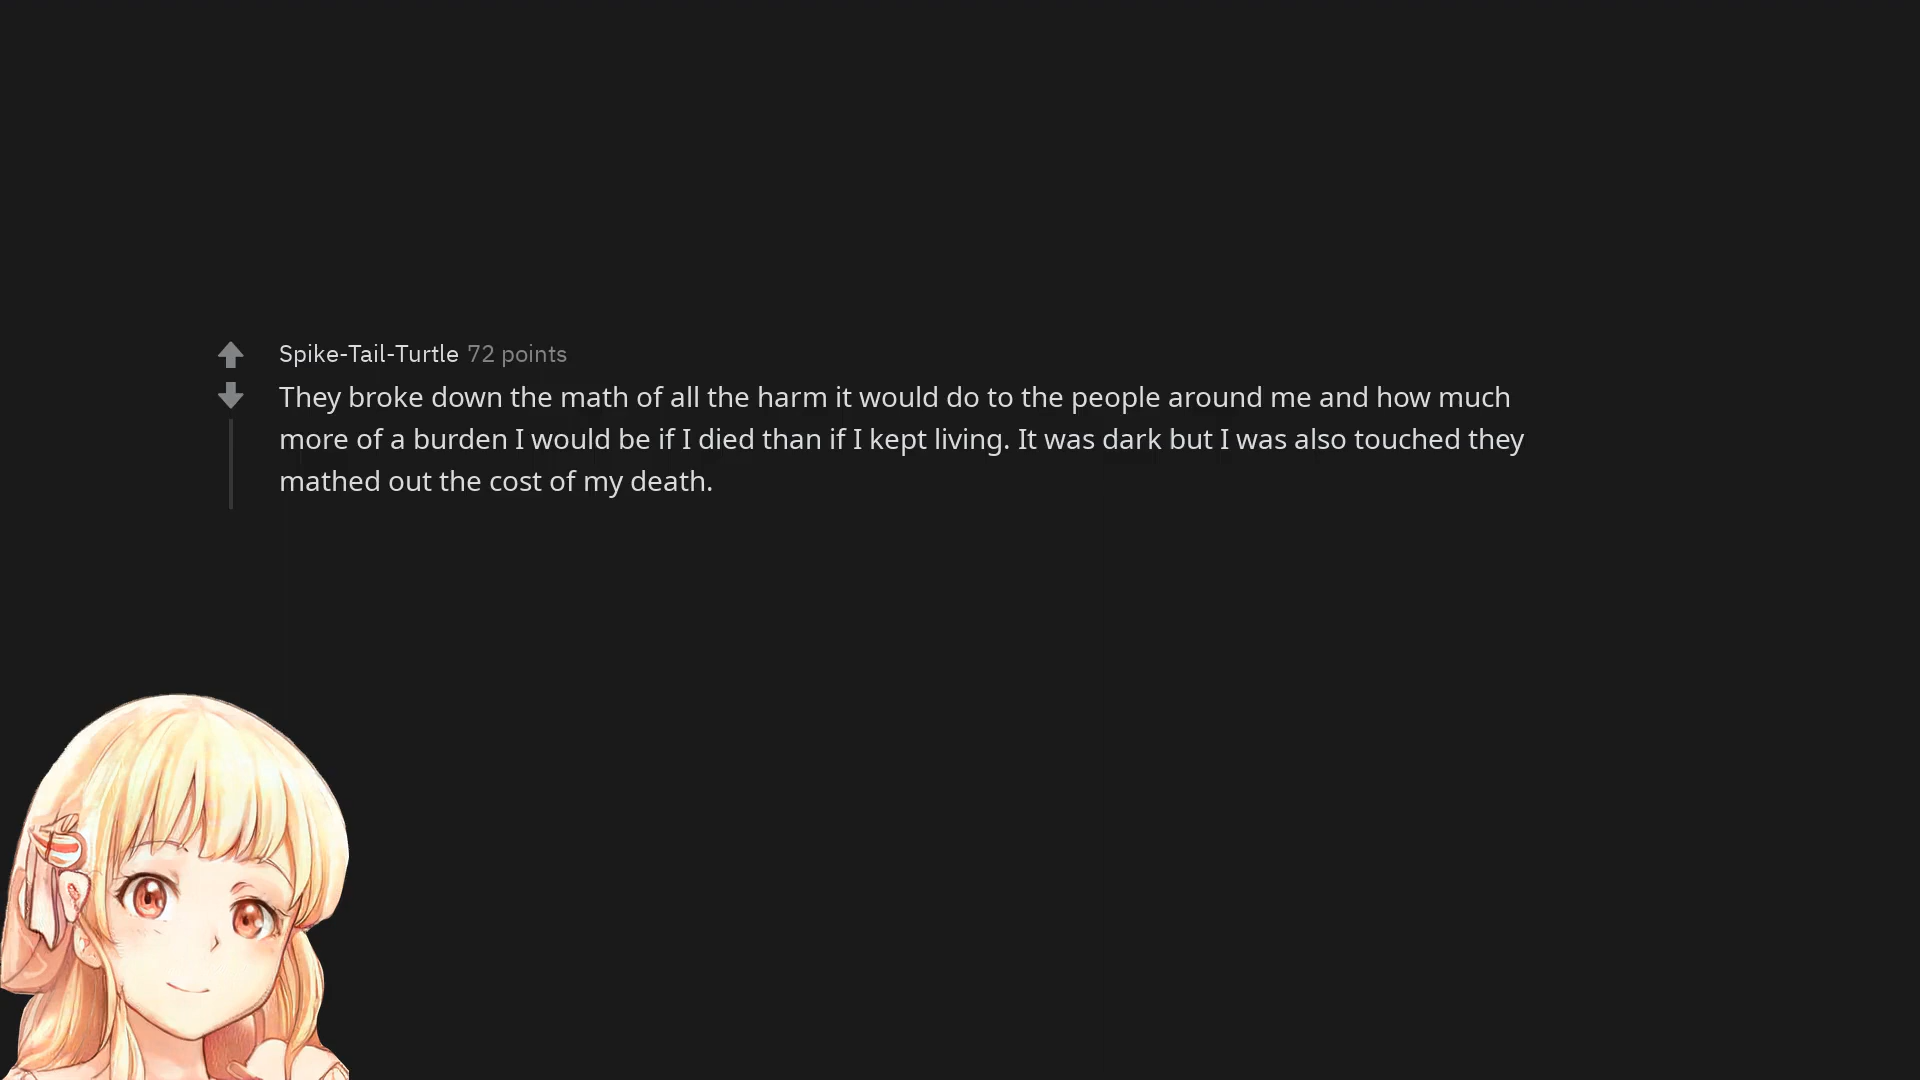 Spike-Tail-Turtle 72 points
They broke down the math of all the harm it would do to the people around me and how much
more of a burden I would be if I died than if I kept living. It was dark but I was also touched they
mathed out the cost of my death.